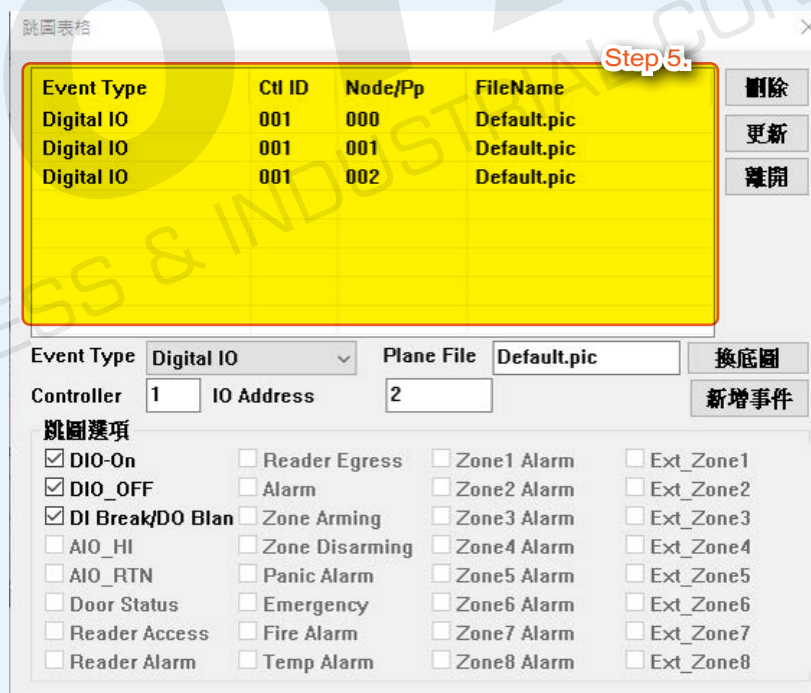 跳圖表格
Step 5.
Event Type Ctl ID Node/Pp FileName
Digital IO 001 000 Default.pic
Digital IO 001 001 Default.pic
Digital IO 001 002 Default.pic
刪除
更新
離開
Event Type Digital IO Plane File Default.pic 換底圖
Controller 1 IO Address 2 新增事件
跳圖選項
DIO-On Reader Egress Zone1 Alarm Ext_Zone1
DIO_OFF Alarm Zone2 Alarm Ext_Zone2
DI Break/DO Blan Zone Arming Zone3 Alarm Ext_Zone3
AIO_HI Zone Disarming Zone4 Alarm Ext_Zone4
AIO_RTN Panic Alarm Zone5 Alarm Ext_Zone5
Door Status Emergency Zone6 Alarm Ext_Zone6
Reader Access Fire Alarm Zone7 Alarm Ext_Zone7
Reader Alarm Temp Alarm Zone8 Alarm Ext_Zone8